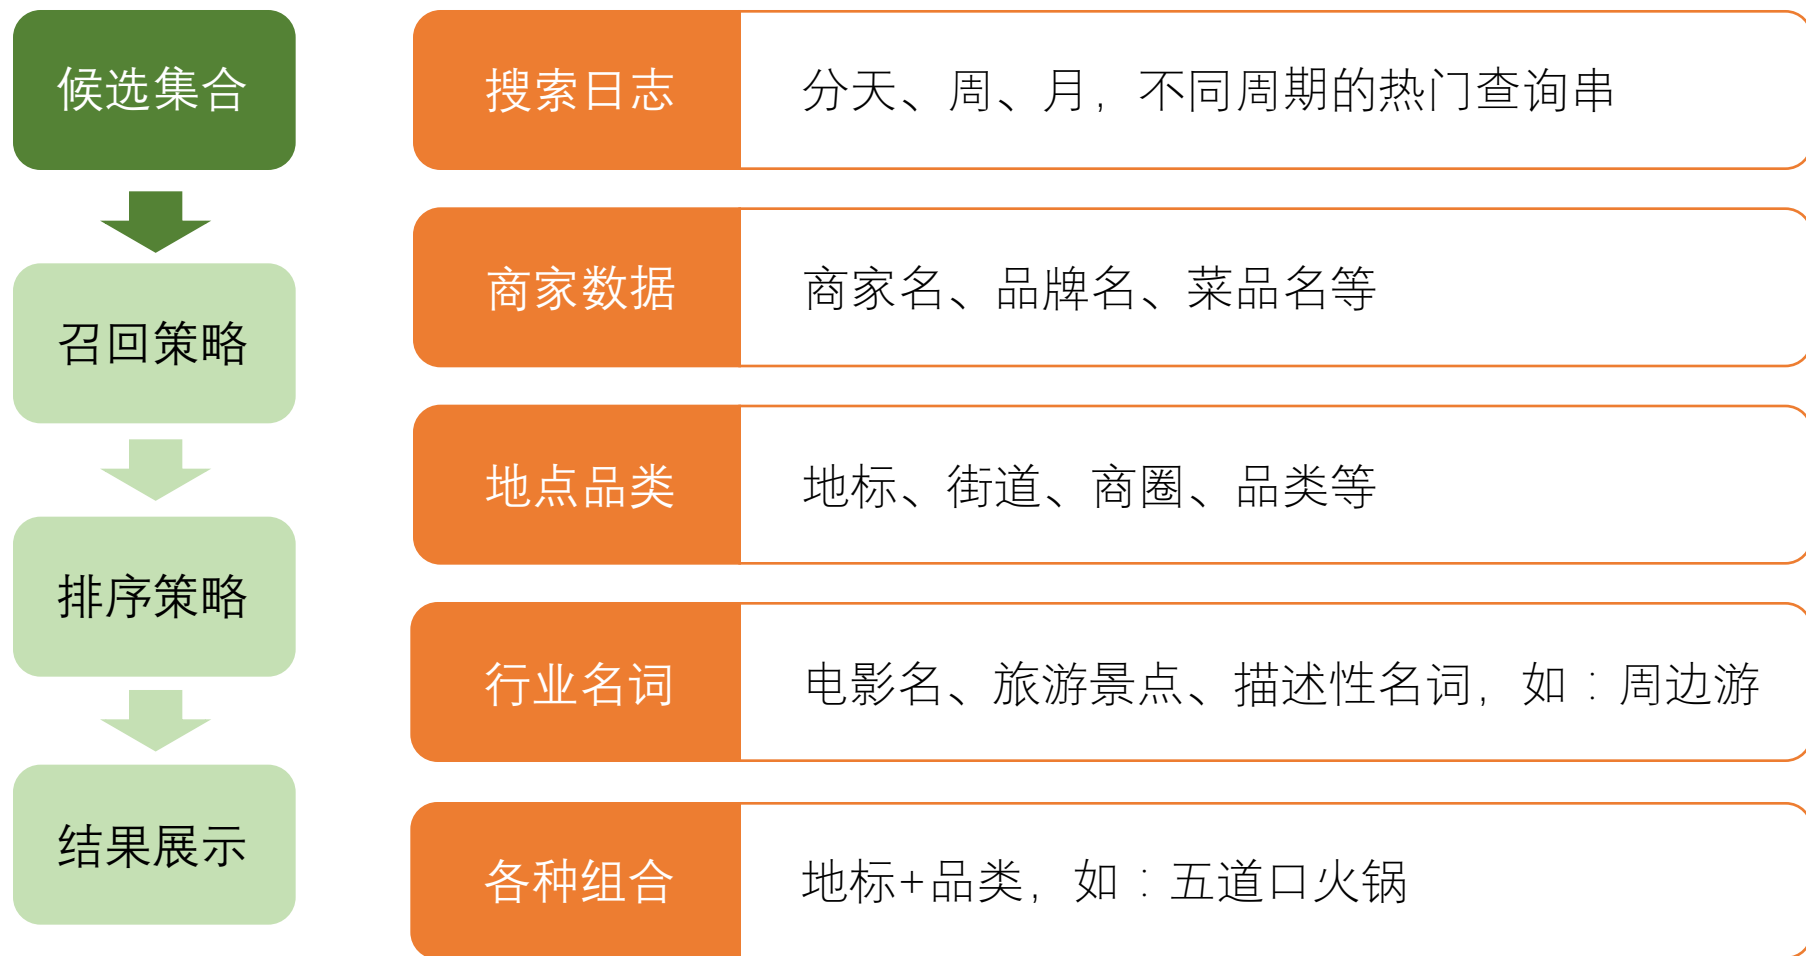 候选集合
召回策略
排序策略
结果展示
搜索日志
分天、周、月，不同周期的热门查询串
商家数据
商家名、品牌名、菜品名等
地点品类
地标、街道、商圈、品类等
行业名词
电影名、旅游景点、描述性名词，如：周边游
各种组合
地标+品类，如：五道口火锅